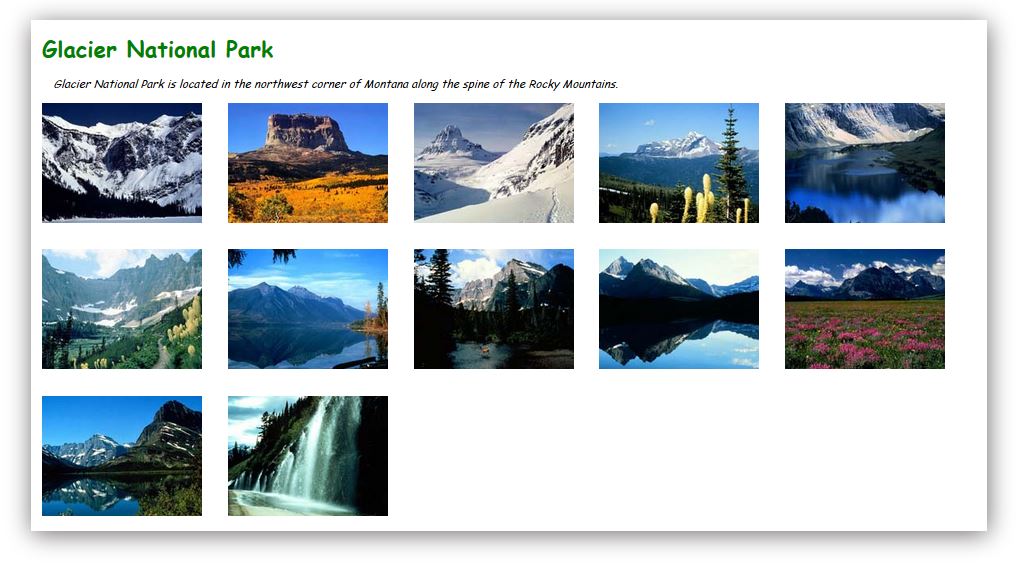 Glacier National Park
Glacier National Park is located in the northwest corner of Montana along the spine of the Rocky Mountains.